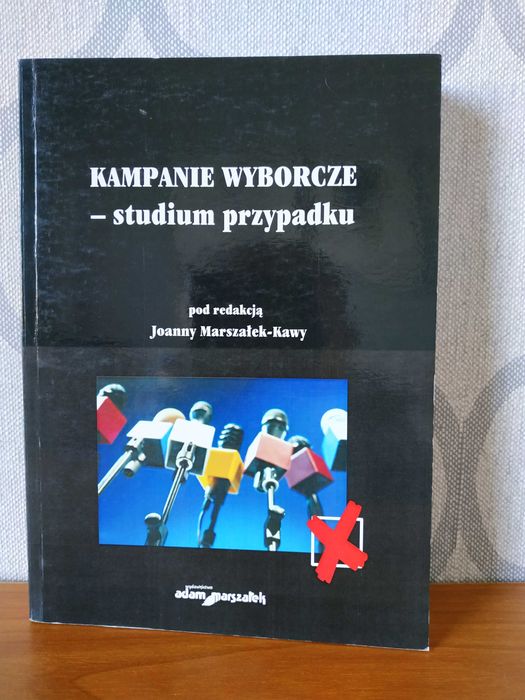 KAMPANIE WYBORCZE
– studium przypadku
pod redakcją
Joanny Marszałek-Kawy
wydawnictwo
adam marszałek